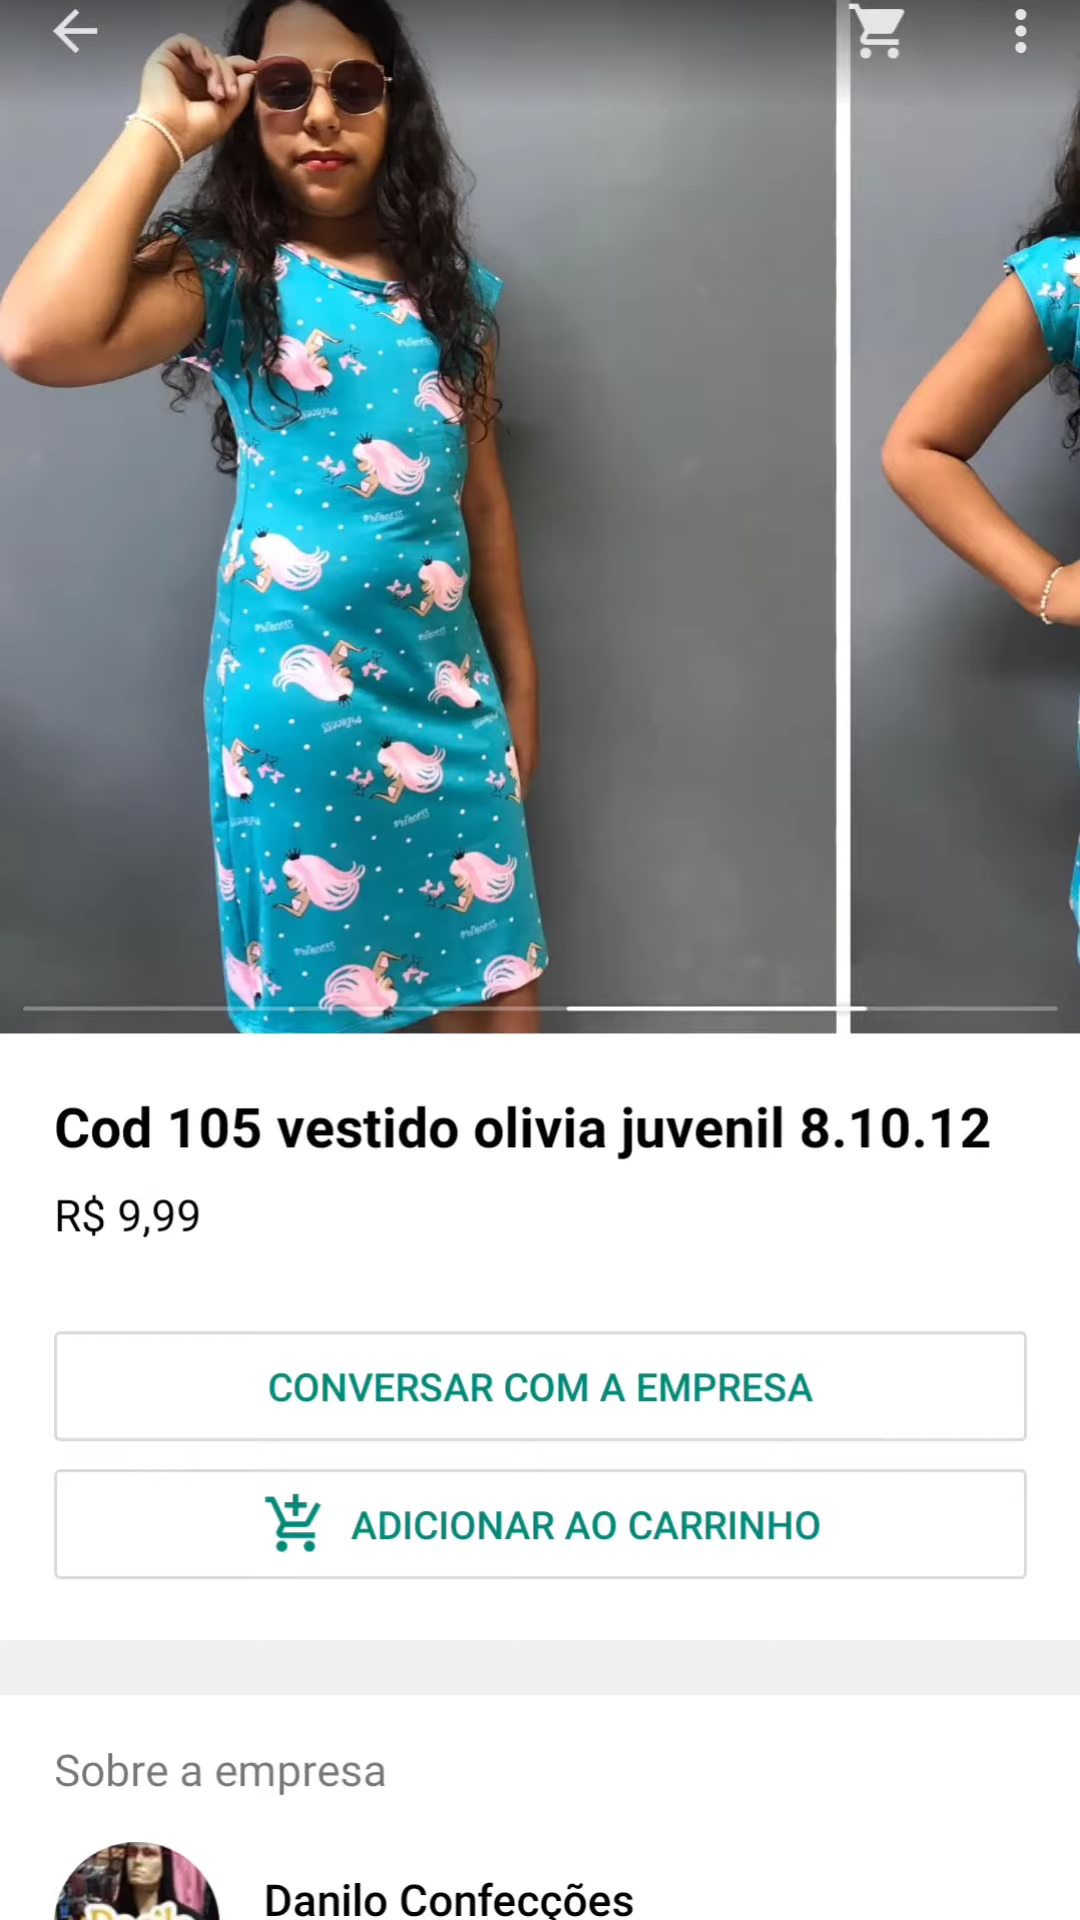 Cod 105 vestido olivia juvenil 8.10.12
R$ 9,99
CONVERSAR COM A EMPRESA
ADICIONAR AO CARRINHO
Sobre a empresa
Danilo Confecções